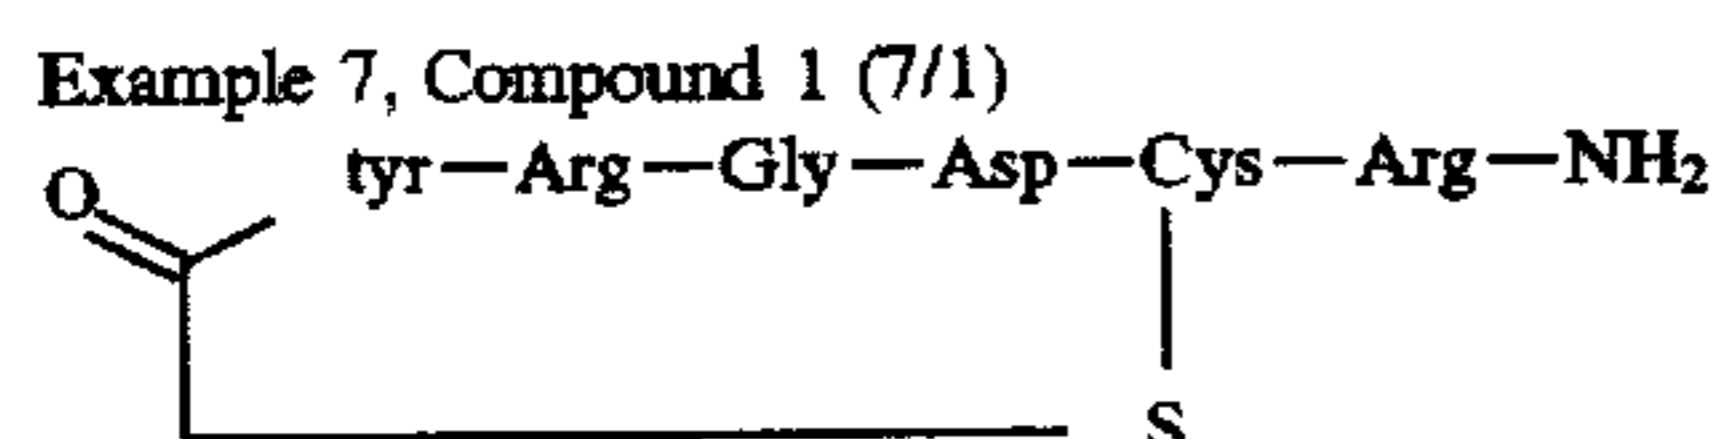 Example 7, Compound 1 (7/1)
tyr—Arg—Gly—Asp—Cys—Arg—NH₂
O
S